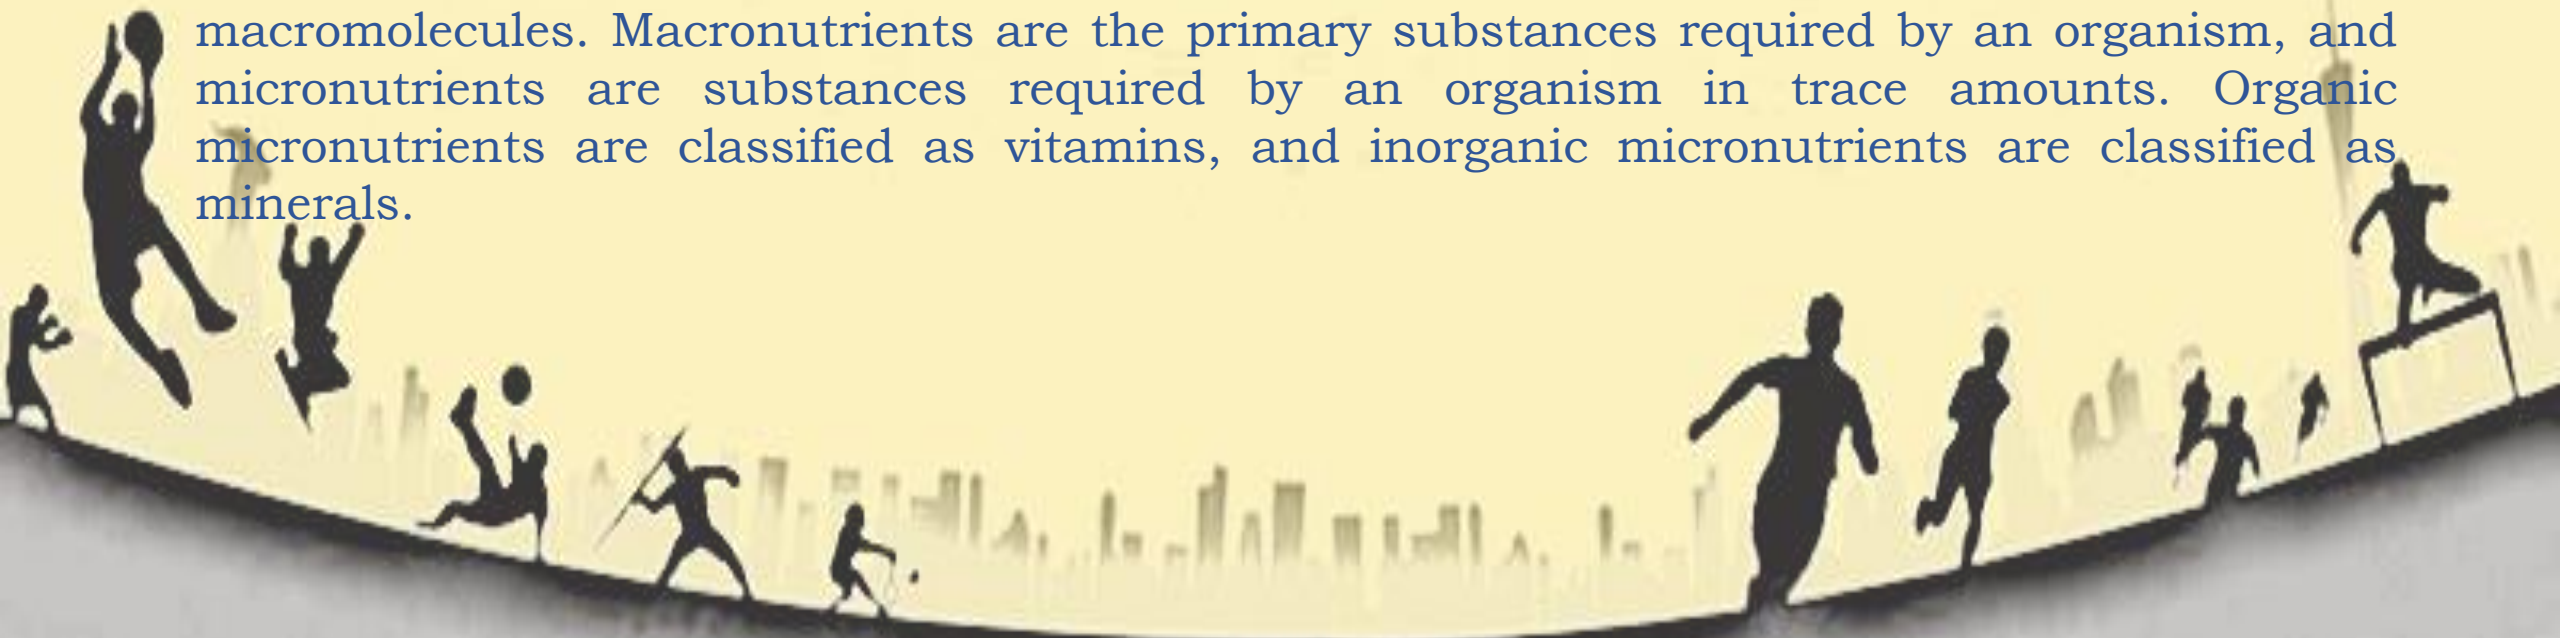 macromolecules. Macronutrients are the primary substances required by an organism, and
micronutrients are substances required by an organism in trace amounts. Organic
micronutrients are classified as vitamins, and inorganic micronutrients are classified as
minerals.